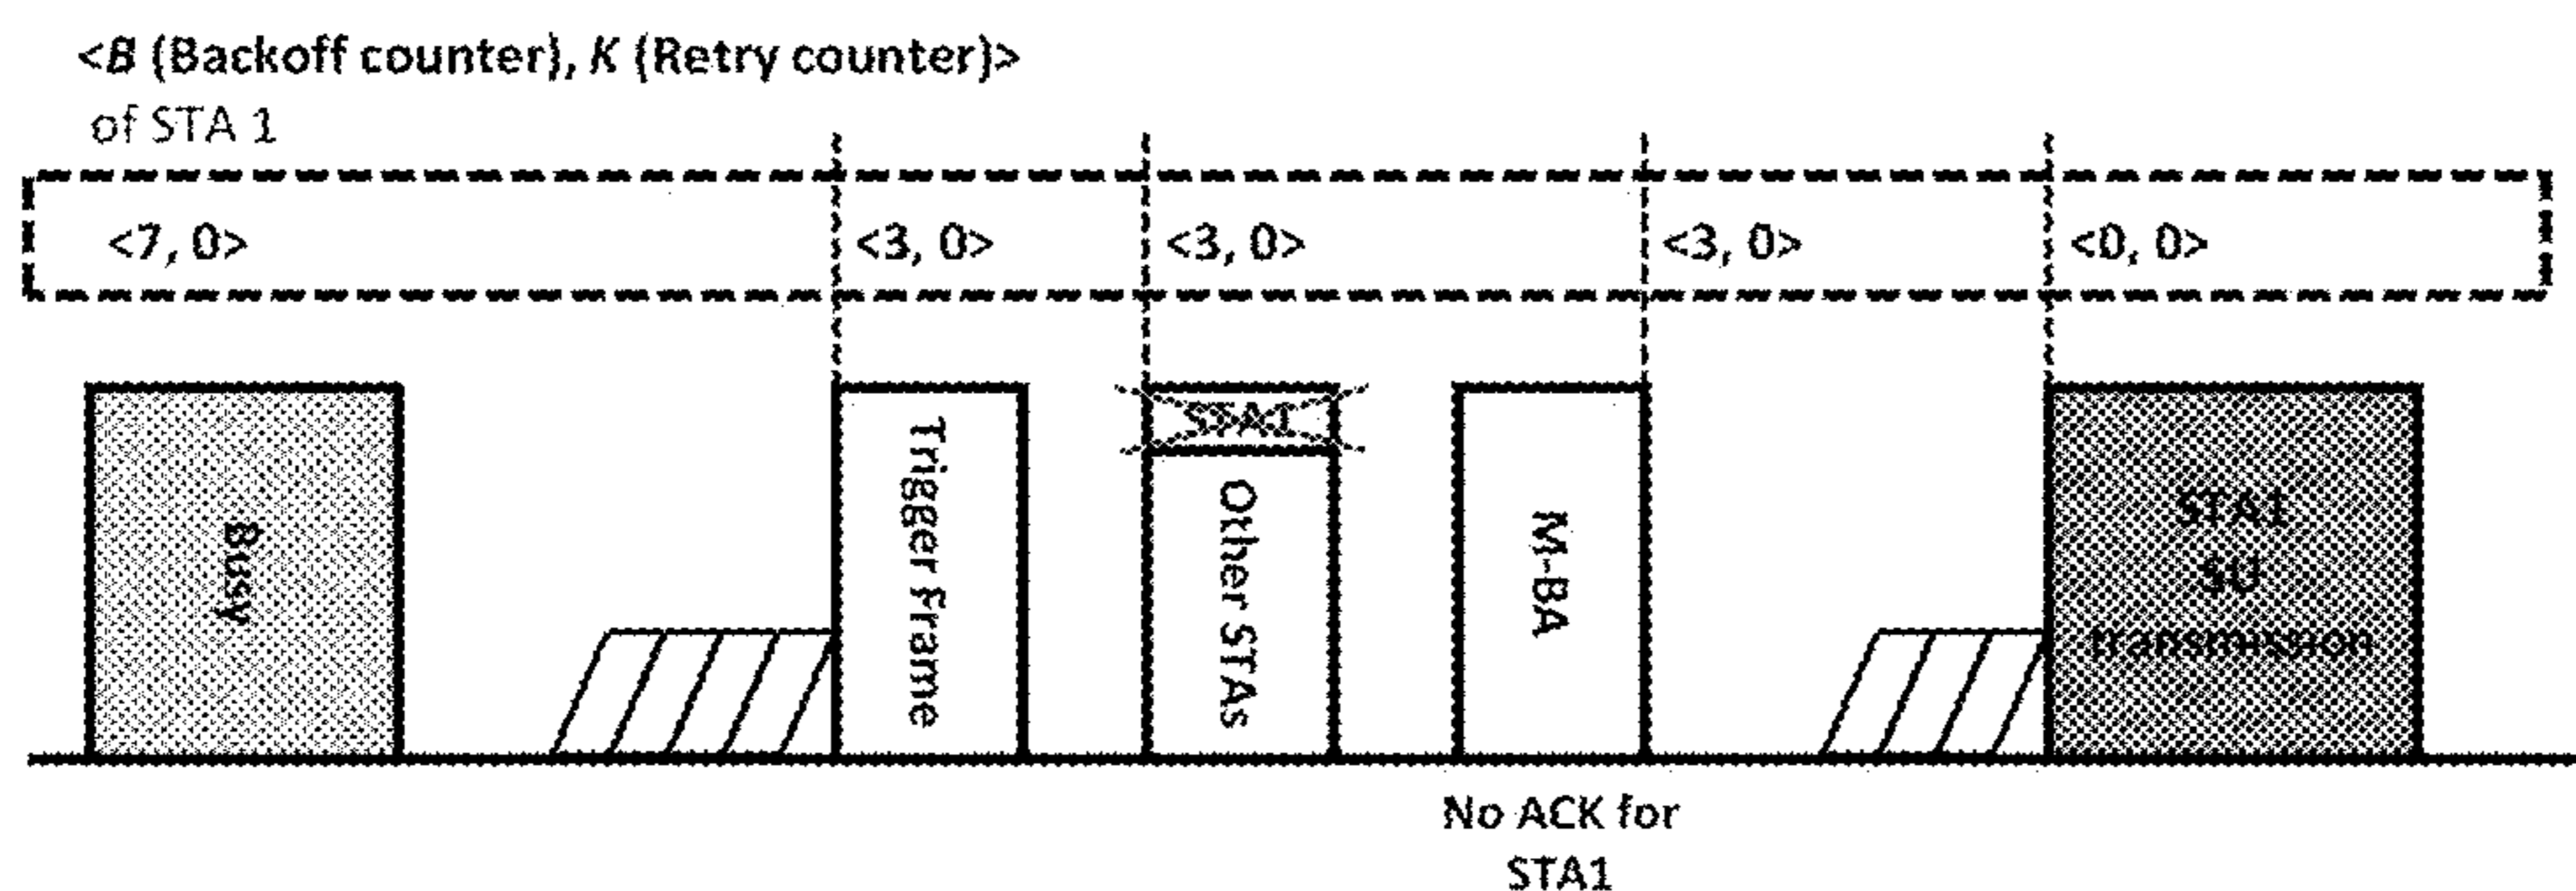 <B (Backoff counter), K (Retry counter)>
of STA 1
<7, 0>
<3, 0>
<3, 0>
<3, 0>
<0, 0>
Busy
Trigger Frame
STA1
Other STAs
M-BA
STA1
SU
transmission
No ACK for
STA1